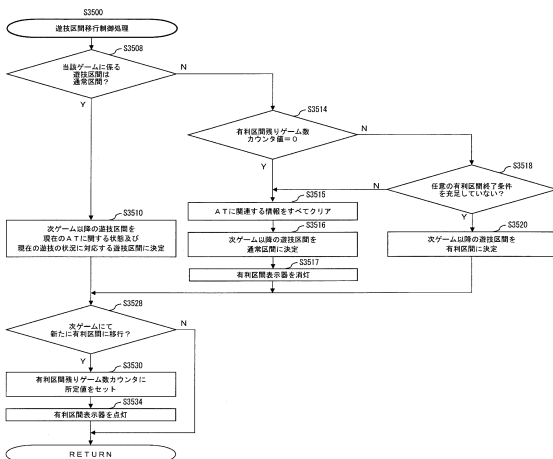 S3500
遊技区間移行制御処理
S3508
当該ゲームに係る
遊技区間は
通常区間？
N
Y
S3514
有利区間残りゲーム数
カウンタ値＝０
N
Y
S3518
任意の有利区間終了条件
を充足していない？
N
Y
S3515
ＡＴに関連する情報をすべてクリア
S3510
次ゲーム以降の遊技区間を
現在のＡＴに関する状態及び
現在の遊技の状況に対応する遊技区間に決定
S3516
次ゲーム以降の遊技区間を
通常区間に決定
S3520
次ゲーム以降の遊技区間を
有利区間に決定
S3517
有利区間表示器を消灯
S3528
次ゲームにて
新たに有利区間に移行？
N
Y
S3530
有利区間残りゲーム数カウンタに
所定値をセット
S3534
有利区間表示器を点灯
ＲＥＴＵＲＮ